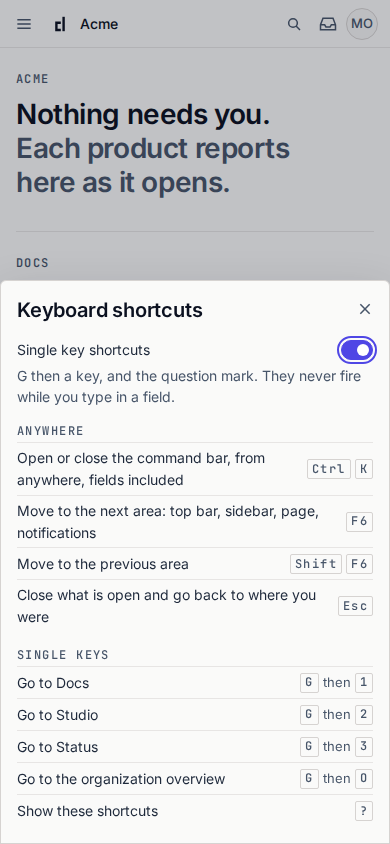 Acme
MO
ACME
Nothing needs you.
Each product reports
here as it opens.
DOCS
Keyboard shortcuts
Single key shortcuts
G then a key, and the question mark. They never fire
while you type in a field.
ANYWHERE
Open or close the command bar, from
anywhere, fields included
Ctrl K
Move to the next area: top bar, sidebar, page,
notifications
F6
Move to the previous area
Shift F6
Close what is open and go back to where you
were
Esc
SINGLE KEYS
Go to Docs
G then 1
Go to Studio
G then 2
Go to Status
G then 3
Go to the organization overview
G then O
Show these shortcuts
?